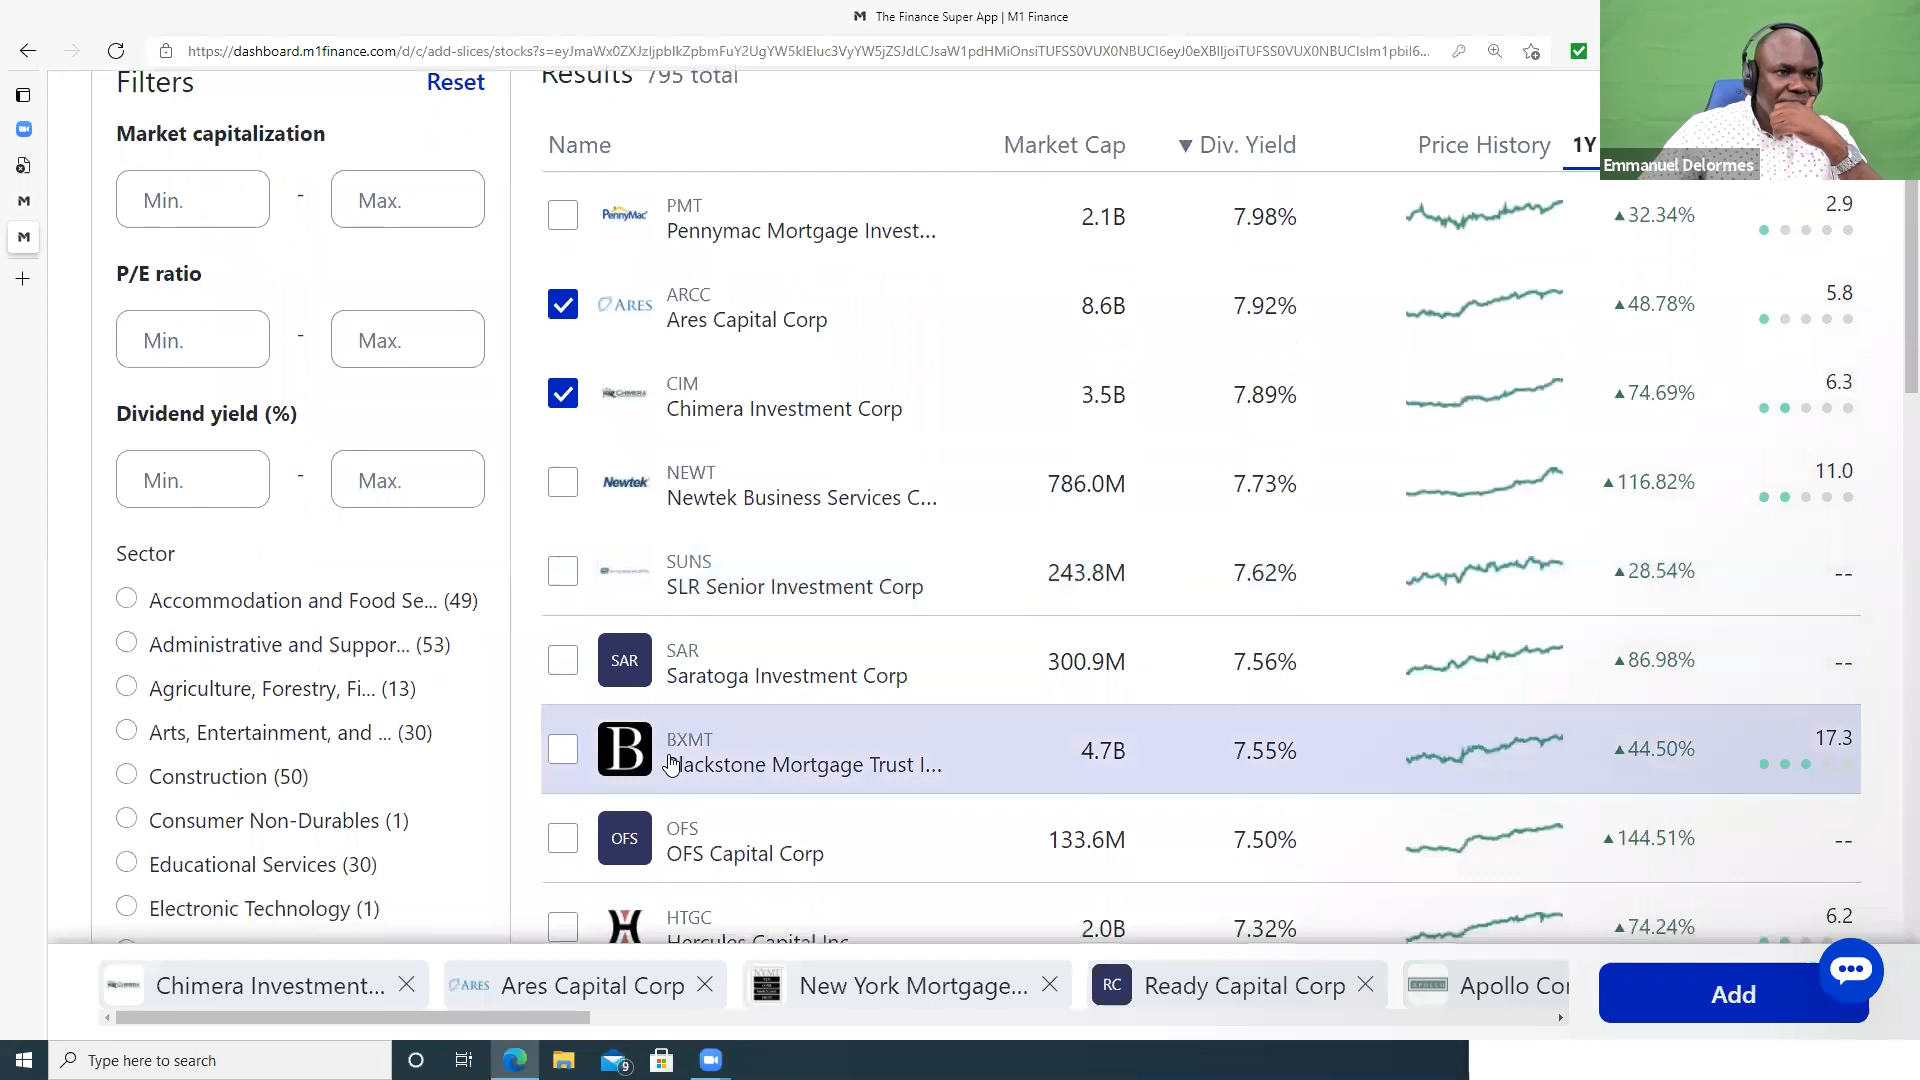 The Finance Super App | M1 Finance
https://dashboard.m1finance.com/d/c/add-slices/stocks?s=
Filters
Reset
Results 795 total
Market capitalization
Min.
-
Max.
P/E ratio
Min.
-
Max.
Dividend yield (%)
Min.
-
Max.
Sector
Accommodation and Food Se... (49)
Administrative and Suppor... (53)
Agriculture, Forestry, Fi... (13)
Arts, Entertainment, and ... (30)
Construction (50)
Consumer Non-Durables (1)
Educational Services (30)
Electronic Technology (1)
Name
Market Cap
▼ Div. Yield
Price History
1Y
Emmanuel Delormes
PennyMac
PMT
Pennymac Mortgage Invest...
2.1B
7.98%
▲32.34%
2.9
ARES
ARCC
Ares Capital Corp
8.6B
7.92%
▲48.78%
5.8
CHIMERA
CIM
Chimera Investment Corp
3.5B
7.89%
▲74.69%
6.3
Newtek
NEWT
Newtek Business Services C...
786.0M
7.73%
▲116.82%
11.0
SUNS
SLR Senior Investment Corp
243.8M
7.62%
▲28.54%
--
SAR
SAR
Saratoga Investment Corp
300.9M
7.56%
▲86.98%
--
B
BXMT
Blackstone Mortgage Trust I...
4.7B
7.55%
▲44.50%
17.3
OFS
OFS
OFS Capital Corp
133.6M
7.50%
▲144.51%
--
H
HTGC
Hercules Capital Inc
2.0B
7.32%
▲74.24%
6.2
Chimera Investment...
ARES
Ares Capital Corp
New York Mortgage...
RC
Ready Capital Corp
APOLLO
Apollo Cor
Add
Type here to search
9